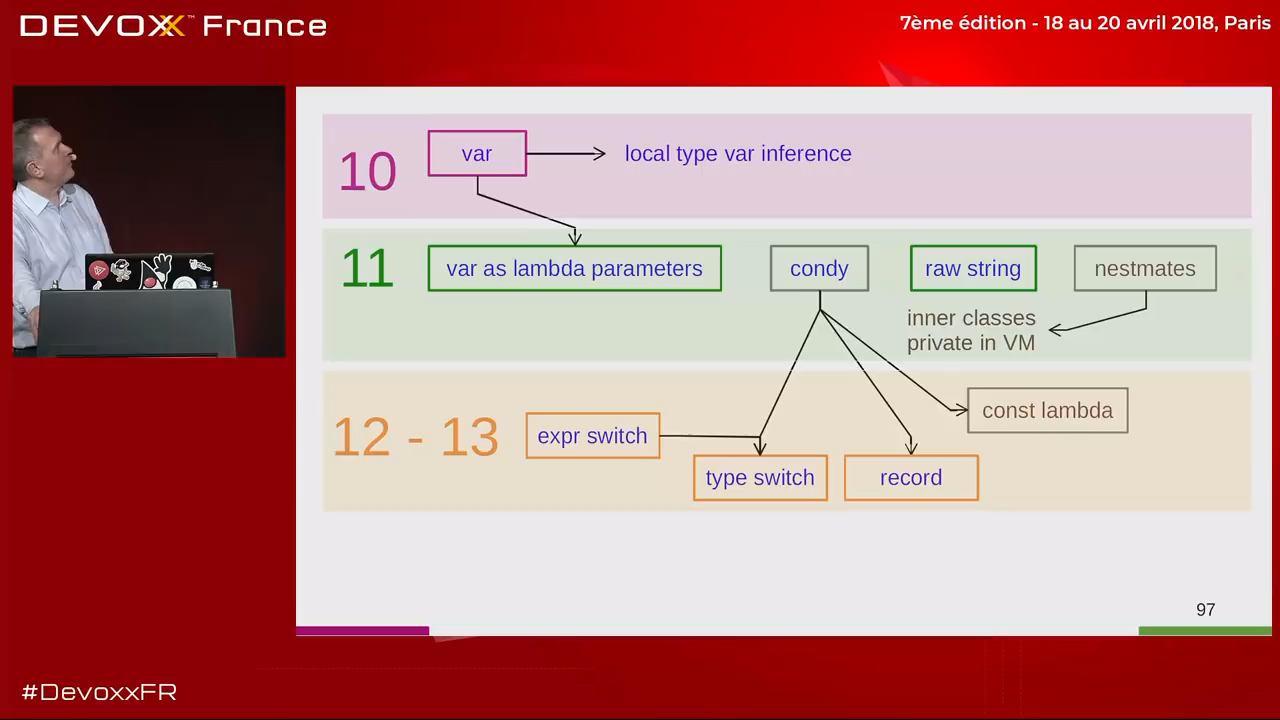 DEVOXX™ France
7ème édition - 18 au 20 avril 2018, Paris
10
var
local type var inference
11
var as lambda parameters
condy
raw string
nestmates
inner classes
private in VM
12 - 13
expr switch
type switch
record
const lambda
97
#DevoxxFR